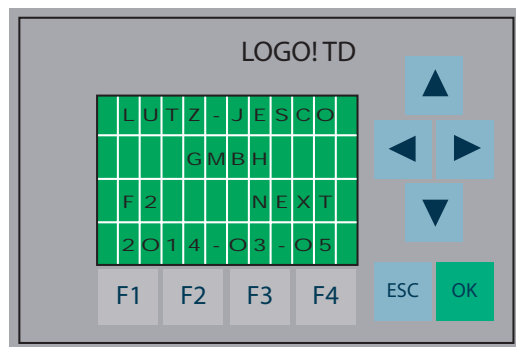 LOGO! TD
LUTZ-JESCO
GMBH
F2 NEXT
2014-03-05
F1 F2 F3 F4 ESC OK